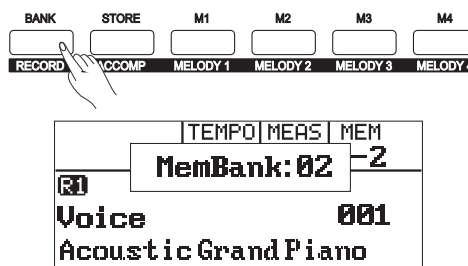 BANK STORE M1 M2 M3 M4
RECORD ACCOMP MELODY 1 MELODY 2 MELODY 3 MELODY
TEMPO MEAS MEM
MemBank:02 -2
R1
Voice 001
Acoustic Grand Piano